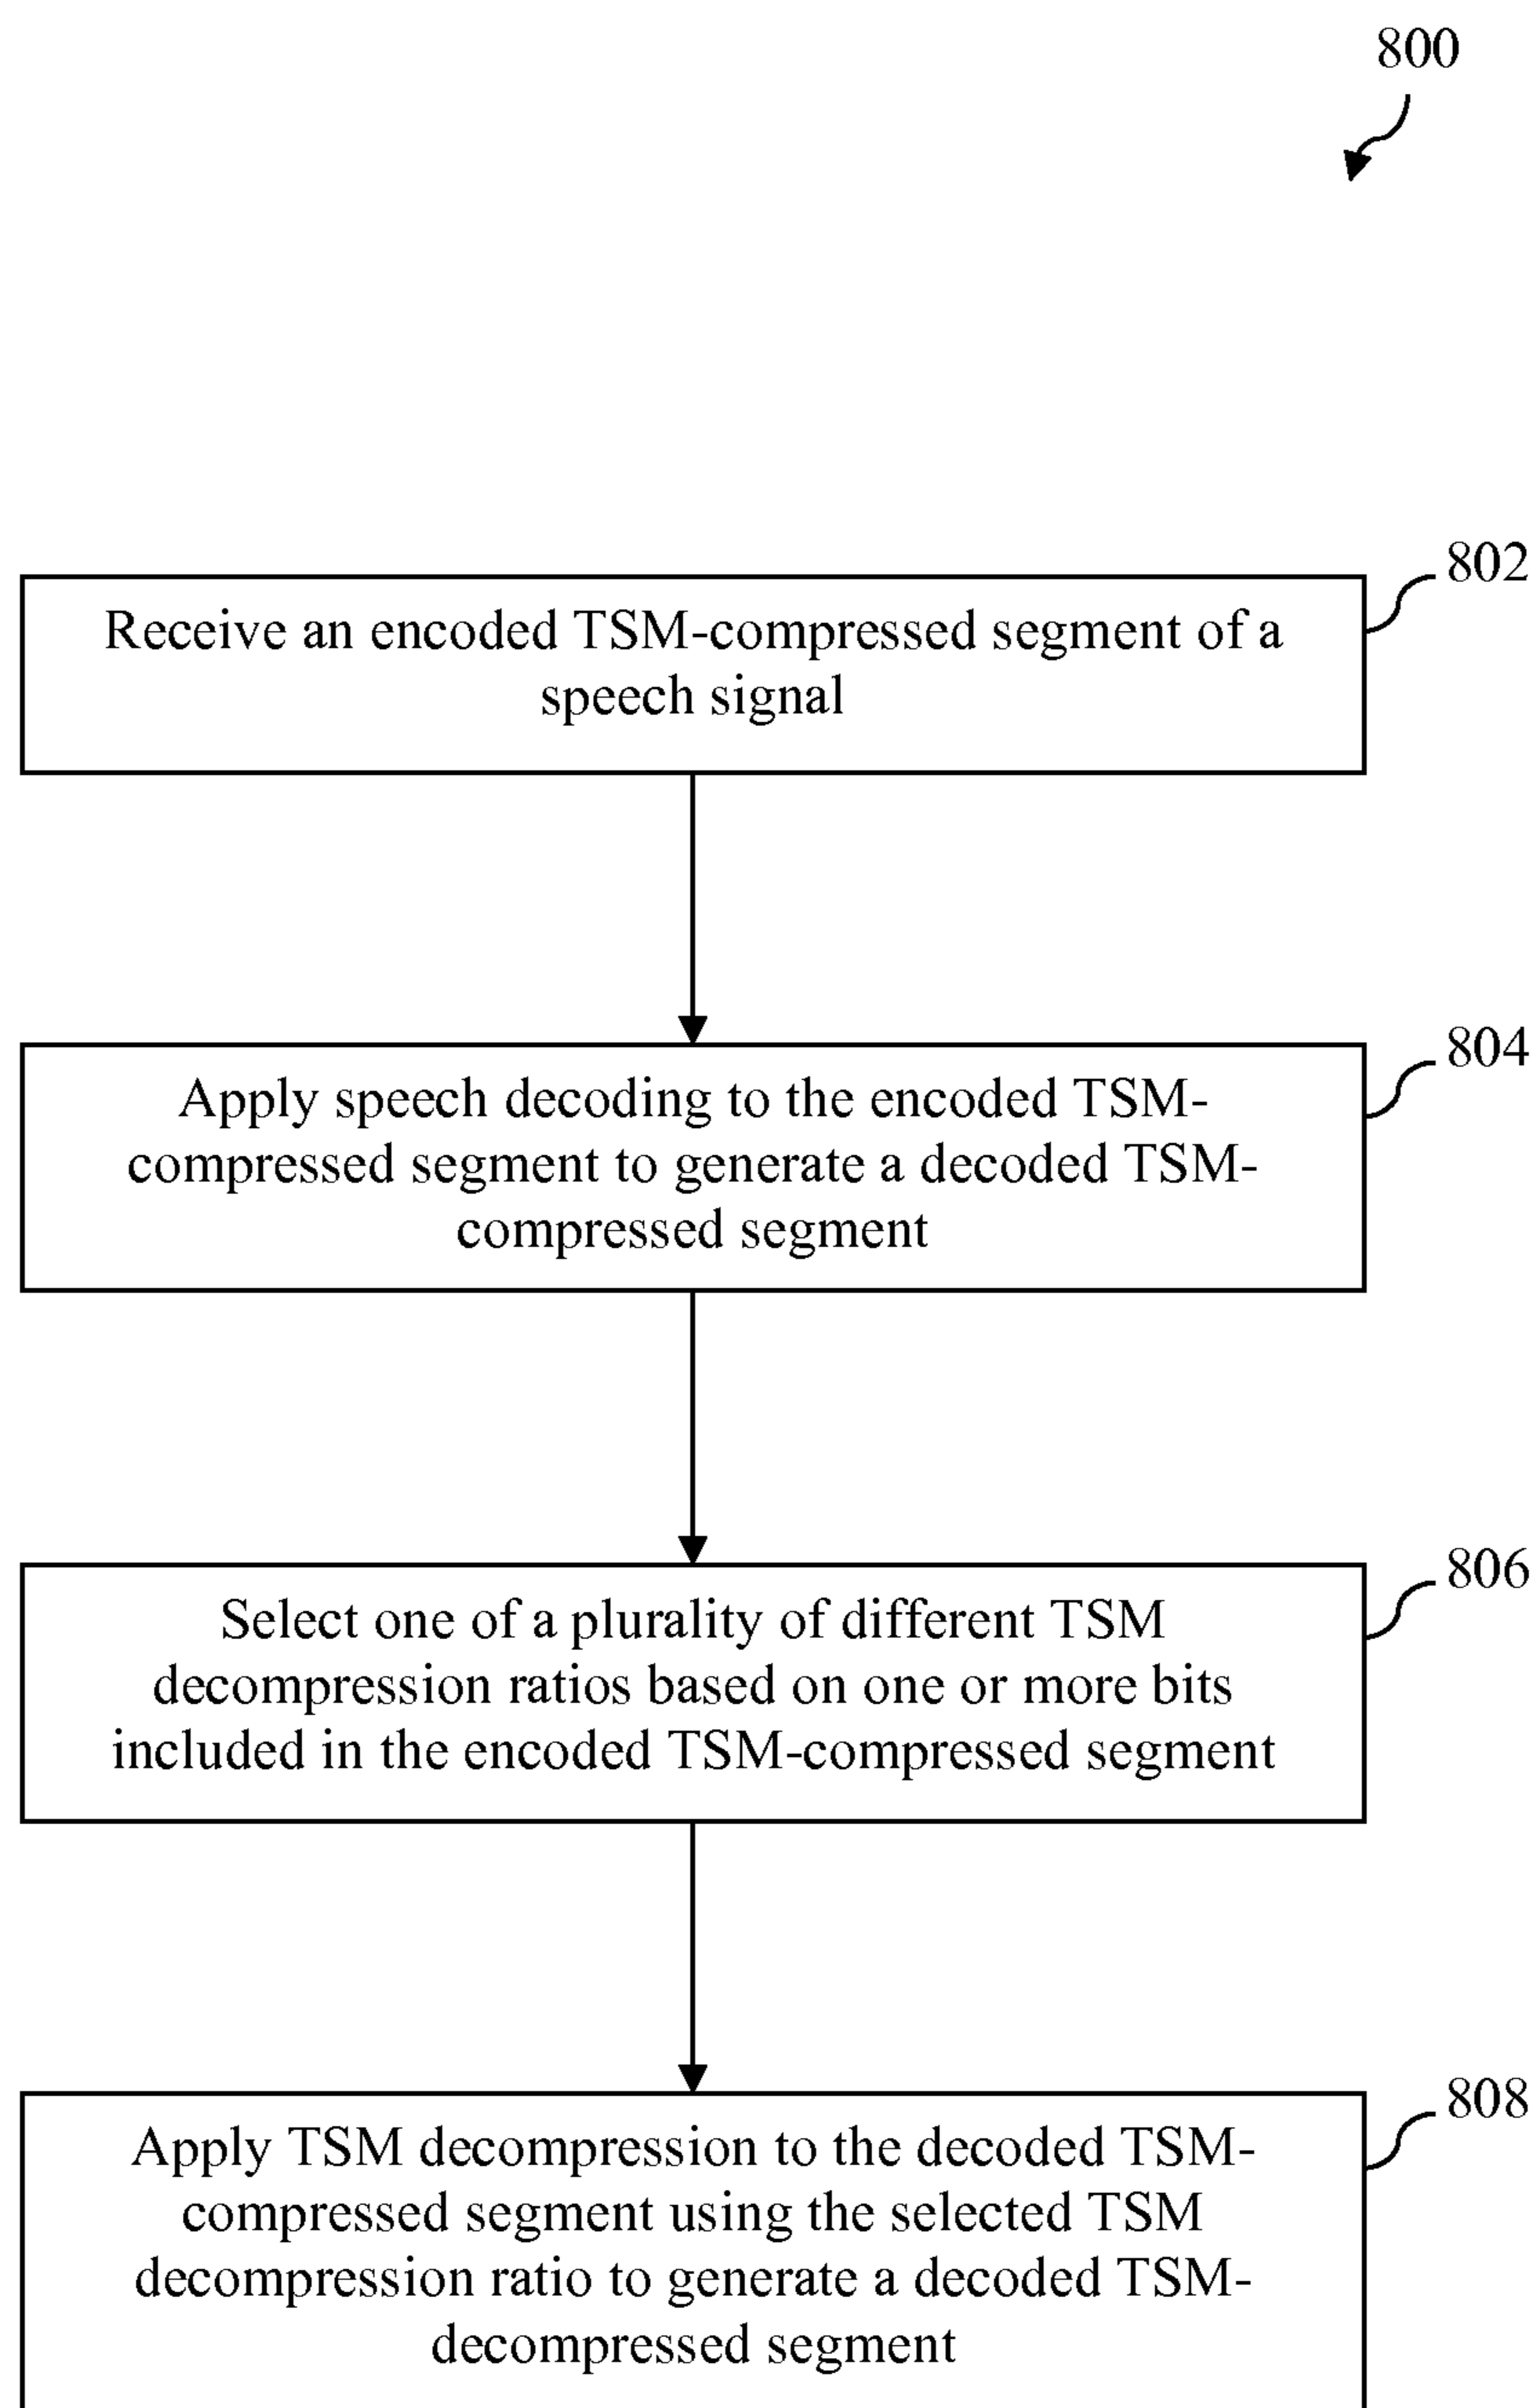 800
802
Receive an encoded TSM-compressed segment of a
speech signal
804
Apply speech decoding to the encoded TSM-
compressed segment to generate a decoded TSM-
compressed segment
806
Select one of a plurality of different TSM
decompression ratios based on one or more bits
included in the encoded TSM-compressed segment
808
Apply TSM decompression to the decoded TSM-
compressed segment using the selected TSM
decompression ratio to generate a decoded TSM-
decompressed segment